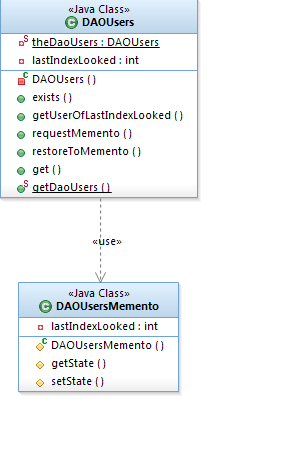 «Java Class»
DAOUsers
theDaoUsers : DAOUsers
lastIndexLooked : int
DAOUsers ( )
exists ( )
getUserOfLastIndexLooked ( )
requestMemento ( )
restoreToMemento ( )
get ( )
getDaoUsers ( )
«use»
«Java Class»
DAOUsersMemento
lastIndexLooked : int
DAOUsersMemento ( )
getState ( )
setState ( )